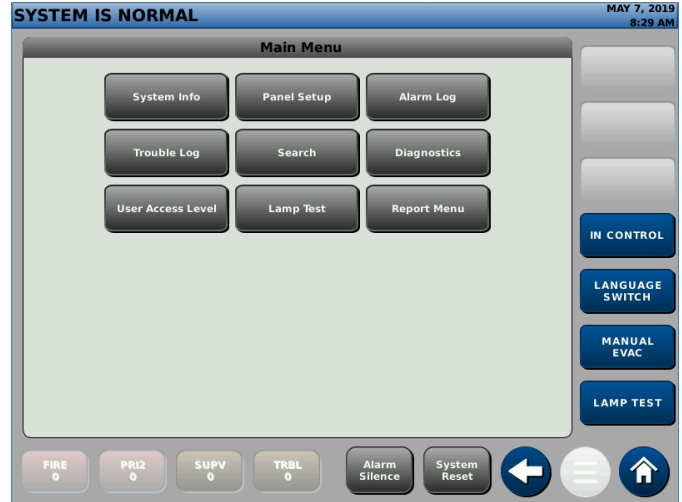 SYSTEM IS NORMAL
MAY 7, 2019
8:29 AM
Main Menu
System Info
Panel Setup
Alarm Log
Trouble Log
Search
Diagnostics
User Access Level
Lamp Test
Report Menu
IN CONTROL
LANGUAGE
SWITCH
MANUAL
EVAC
LAMP TEST
FIRE
0
PRI2
0
SUPV
0
TRBL
0
Alarm
Silence
System
Reset